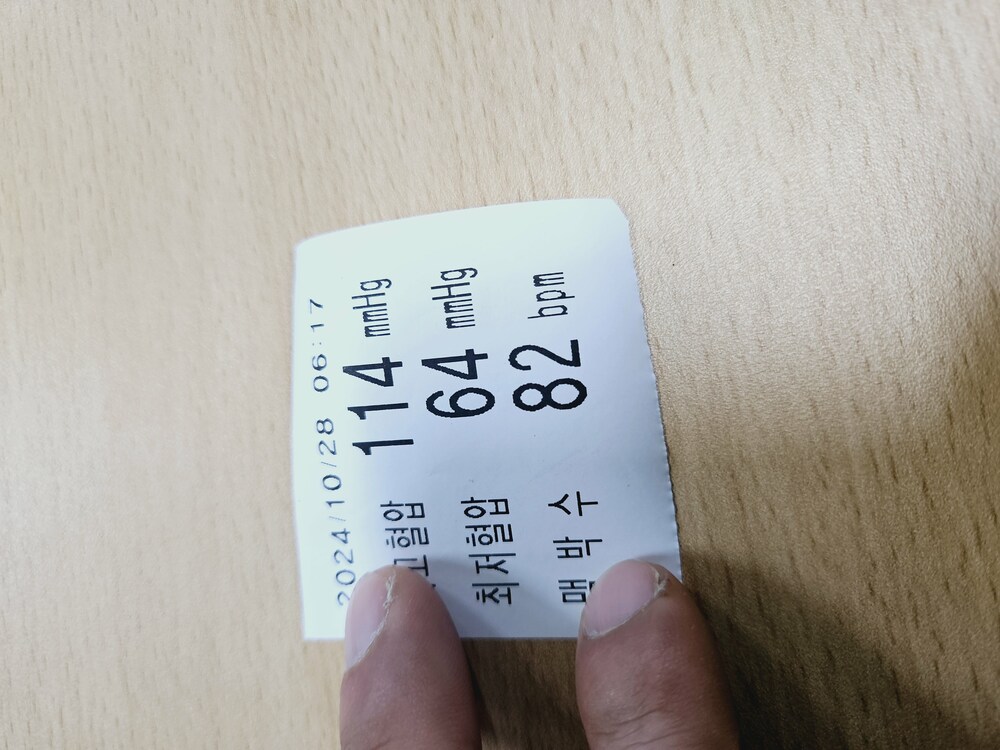 2024/10/28 06:17
고혈압 114 mmHg
최저혈압 64 mmHg
맥박수 82 bpm